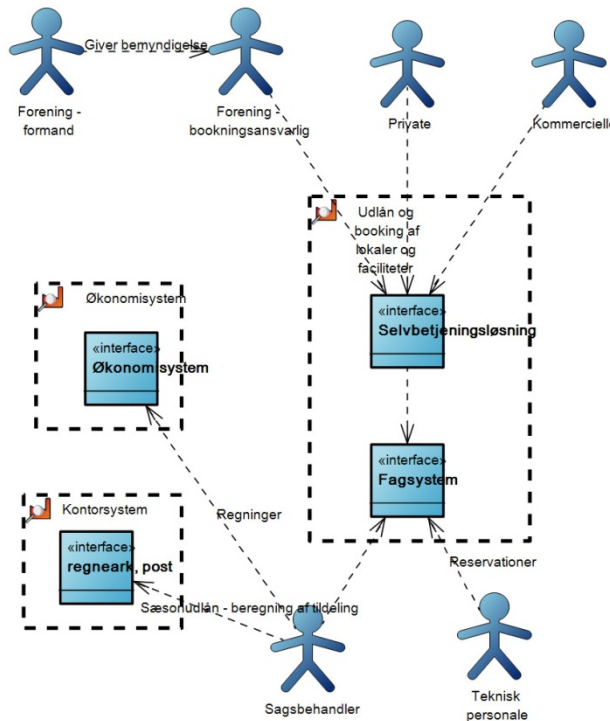 Giver bemyndigelse
Forening -
formand
Forening -
bookningsansvarlig
Private
Kommercielle
Udlån og
booking af
lokaler og
faciliteter
«interface»
Selvbetjeningsløsning
Økonomisystem
«interface»
Økonomisystem
«interface»
Fagsystem
Kontorsystem
«interface»
regneark, post
Regninger
Reservationer
Sæsonudlån - beregning af tildeling
Sagsbehandler
Teknisk
personale